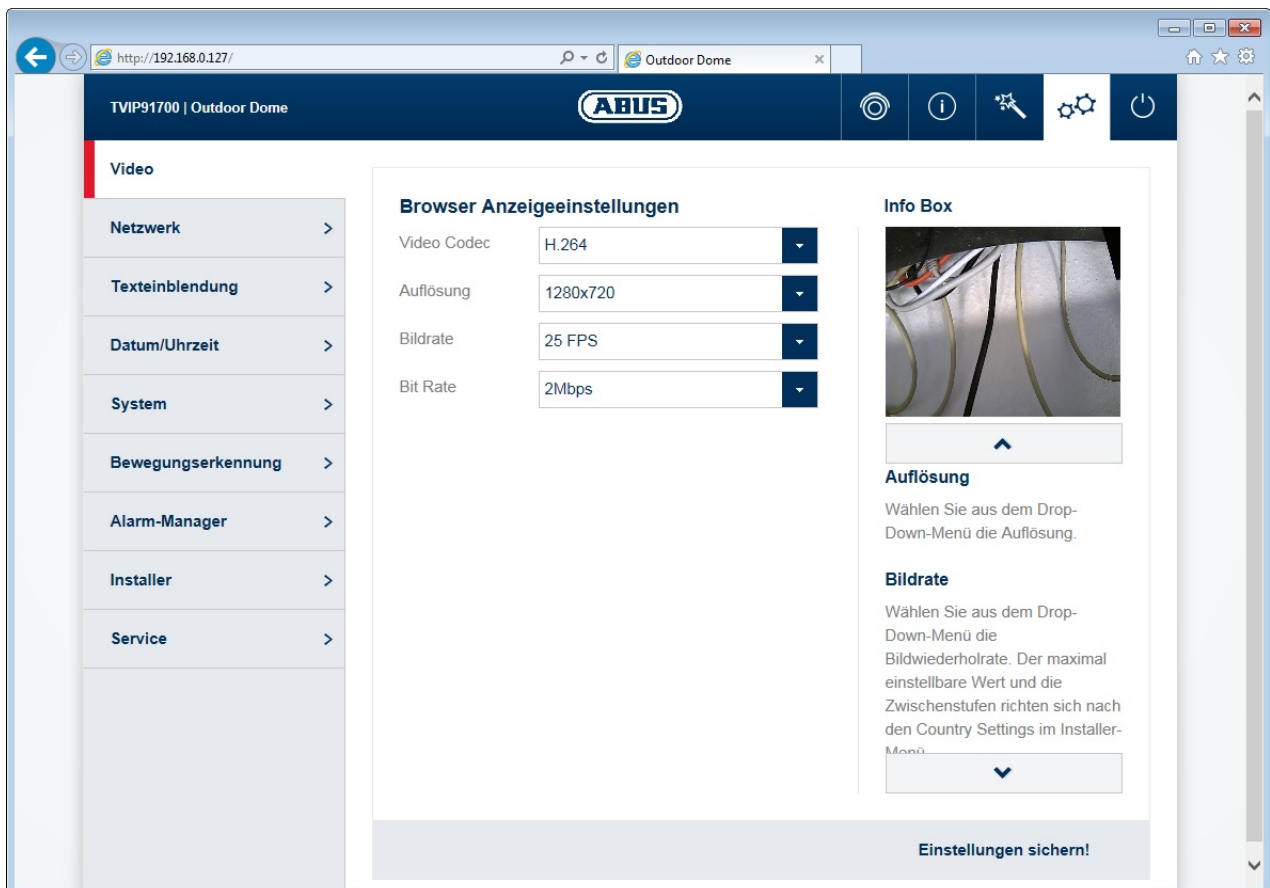 http://192.168.0.127/
Outdoor Dome
TVIP91700 | Outdoor Dome
ABUS
Video
Netzwerk
Texteinblendung
Datum/Uhrzeit
System
Bewegungserkennung
Alarm-Manager
Installer
Service
Browser Anzeigeeinstellungen
Video Codec
H.264
Auflösung
1280x720
Bildrate
25 FPS
Bit Rate
2Mbps
Info Box
Auflösung
Wählen Sie aus dem Drop-
Down-Menü die Auflösung.
Bildrate
Wählen Sie aus dem Drop-
Down-Menü die
Bildwiederholrate. Der maximal
einstellbare Wert und die
Zwischenstufen richten sich nach
den Country Settings im Installer-
Menü
Einstellungen sichern!